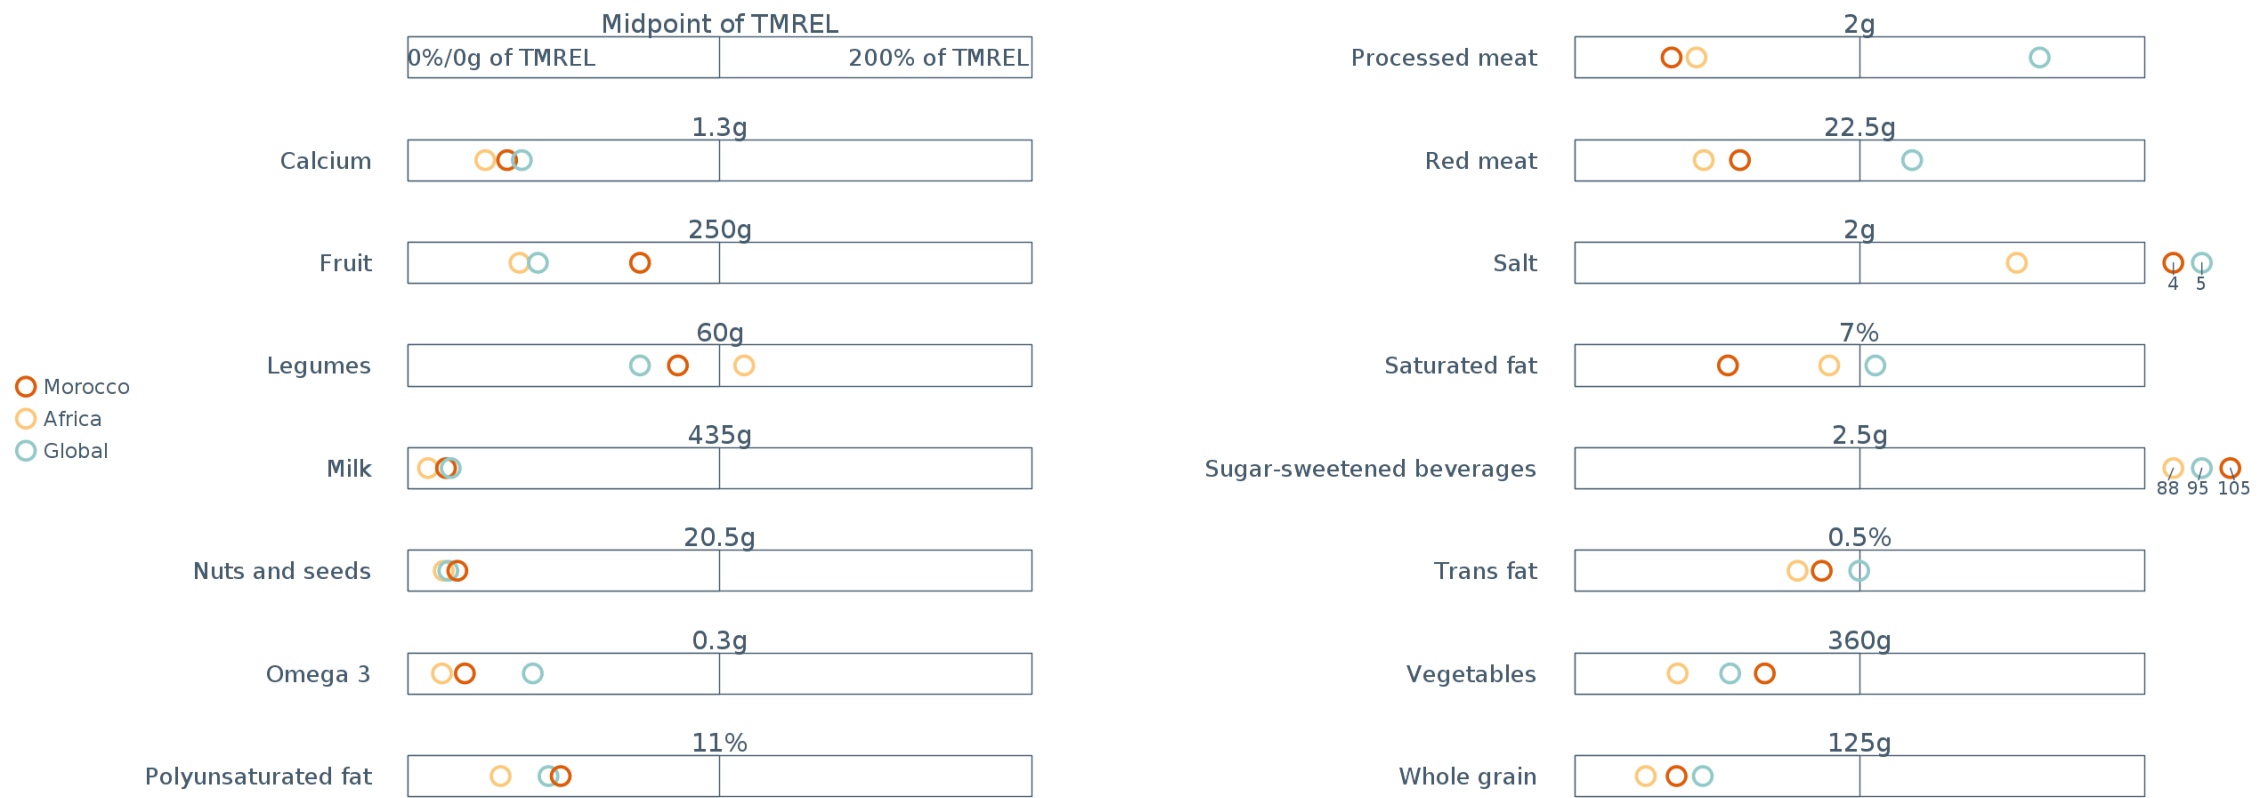 Midpoint of TMREL
0%/0g of TMREL
200% of TMREL
1.3g
Calcium
250g
Fruit
60g
Legumes
435g
Milk
20.5g
Nuts and seeds
0.3g
Omega 3
11%
Polyunsaturated fat
Morocco
Africa
Global
2g
Processed meat
22.5g
Red meat
2g
Salt
4
5
7%
Saturated fat
2.5g
Sugar-sweetened beverages
88
95
105
0.5%
Trans fat
360g
Vegetables
125g
Whole grain